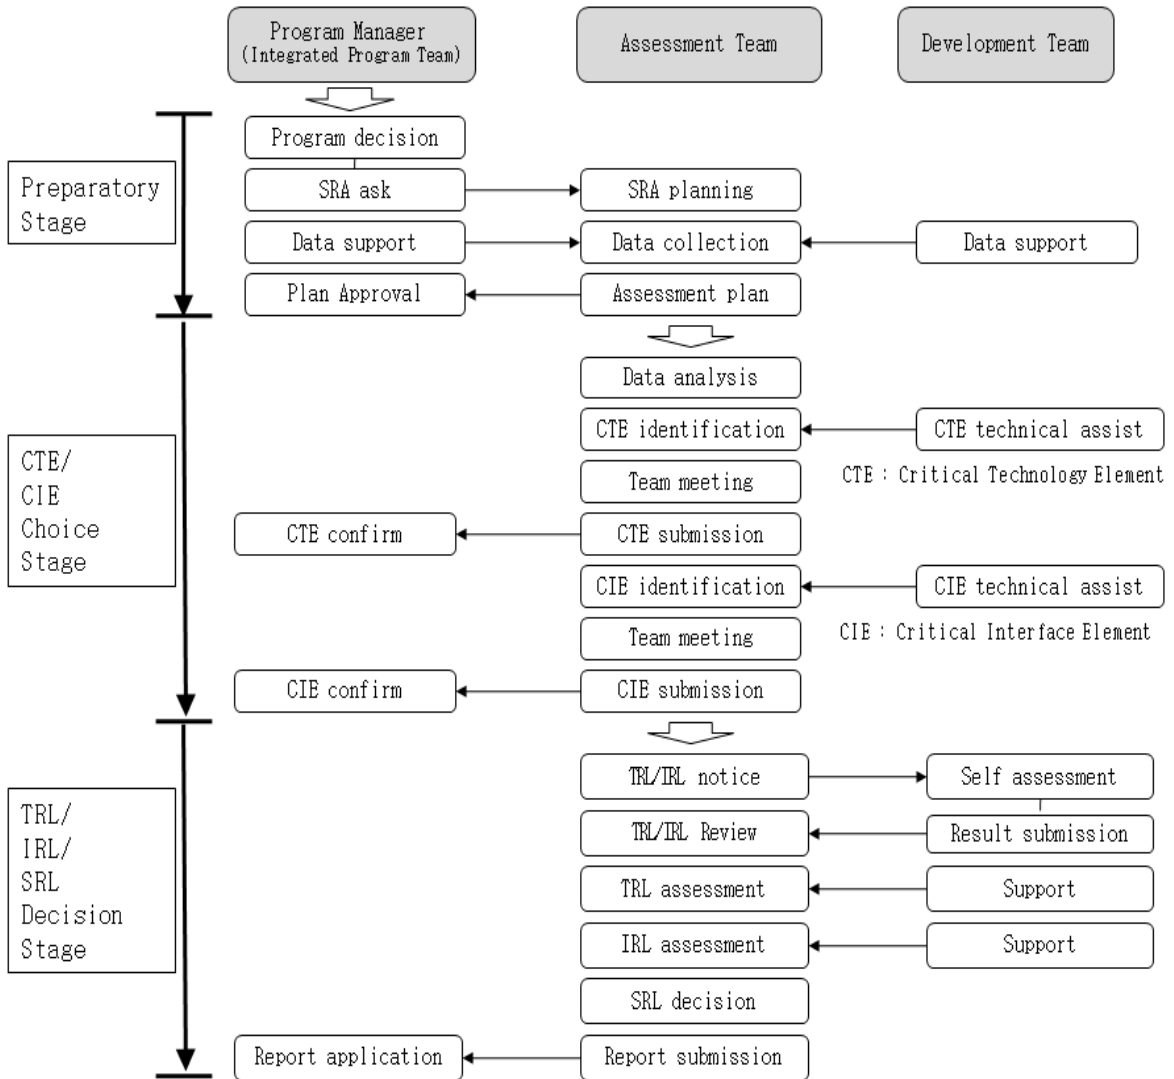 Program Manager
(Integrated Program Team)
Assessment Team
Development Team
Preparatory
Stage
Program decision
SRA ask
SRA planning
Data support
Data collection
Data support
Plan Approval
Assessment plan
CTE/
CIE
Choice
Stage
Data analysis
CTE identification
CTE technical assist
CTE : Critical Technology Element
Team meeting
CTE confirm
CTE submission
CIE identification
CIE technical assist
CIE : Critical Interface Element
Team meeting
CIE confirm
CIE submission
TRL/
IRL/
SRL
Decision
Stage
TRL/IRL notice
Self assessment
TRL/IRL Review
Result submission
TRL assessment
Support
IRL assessment
Support
SRL decision
Report application
Report submission